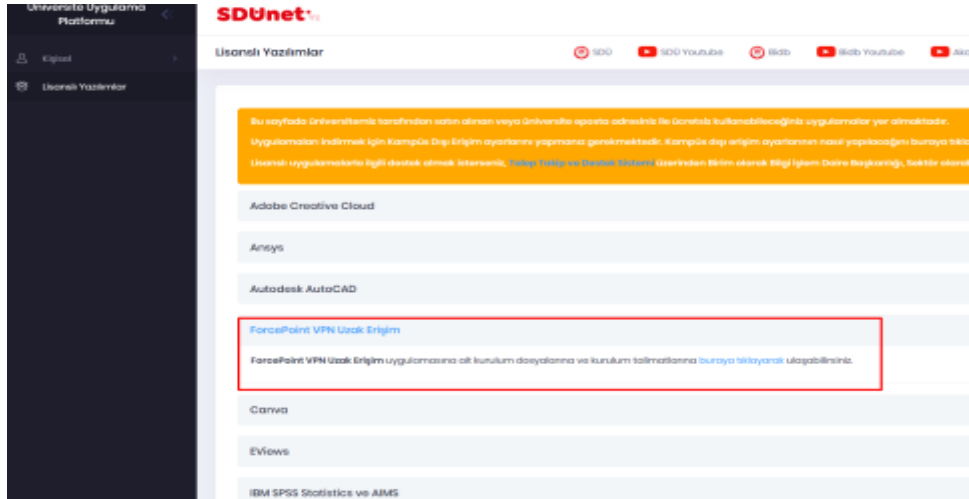 Üniversite Uygulama
Platformu
SDUnet
Kişisel
Lisanslı Yazılımlar
Lisanslı Yazılımlar
SDÜ
SDÜ Youtube
Bidb
Bidb Youtube
Bu sayfada üniversitemiz tarafından satın alınan veya üniversite eposta adresiniz ile ücretsiz kullanabileceğiniz uygulamalar yer almaktadır.
Uygulamaları indirmek için Kampüs Dışı Erişim ayarlarını yapmanız gerekmektedir. Kampüs dışı erişim ayarlarının nasıl yapılacağını buraya tıkla
Lisanslı uygulamalarla ilgili destek almak isterseniz, Talep Takip ve Destek Sistemi üzerinden Birim olarak Bilgi İşlem Daire Başkanlığı, Sektör olarak
Adobe Creative Cloud
Ansys
Autodesk AutoCAD
ForcePoint VPN Uzak Erişim
ForcePoint VPN Uzak Erişim uygulamasına ait kurulum dosyalarına ve kurulum talimatlarına buraya tıklayarak ulaşabilirsiniz.
Canva
EViews
IBM SPSS Statistics ve AMOS